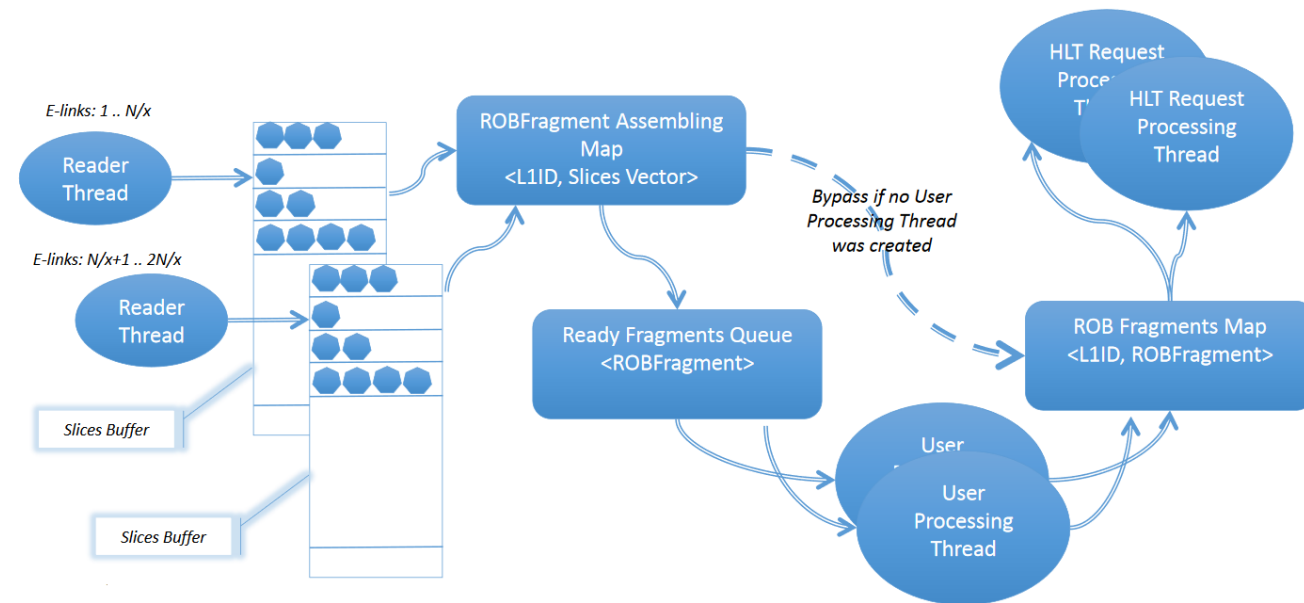 E-links: 1 .. N/x
Reader
Thread
E-links: N/x+1 .. 2N/x
Reader
Thread
Slices Buffer
Slices Buffer
ROBFragment Assembling
Map
<L1ID, Slices Vector>
Bypass if no User
Processing Thread
was created
Ready Fragments Queue
<ROBFragment>
User
User
Processing
Thread
ROB Fragments Map
<L1ID, ROBFragment>
HLT Request
HLT Request
Processing
Thread